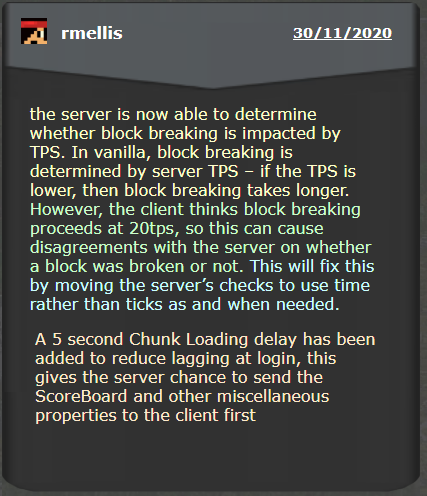 rmellis
30/11/2020
the server is now able to determine
whether block breaking is impacted by
TPS. In vanilla, block breaking is
determined by server TPS – if the TPS is
lower, then block breaking takes longer.
However, the client thinks block breaking
proceeds at 20tps, so this can cause
disagreements with the server on whether
a block was broken or not. This will fix this
by moving the server’s checks to use time
rather than ticks as and when needed.
A 5 second Chunk Loading delay has been
added to reduce lagging at login, this
gives the server chance to send the
ScoreBoard and other miscellaneous
properties to the client first